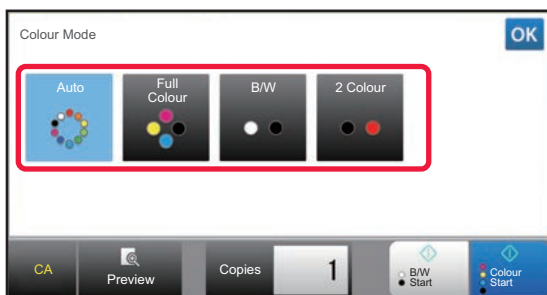 Colour Mode
OK
Auto
Full
Colour
B/W
2 Colour
CA
Preview
Copies
1
B/W
Start
Colour
Start